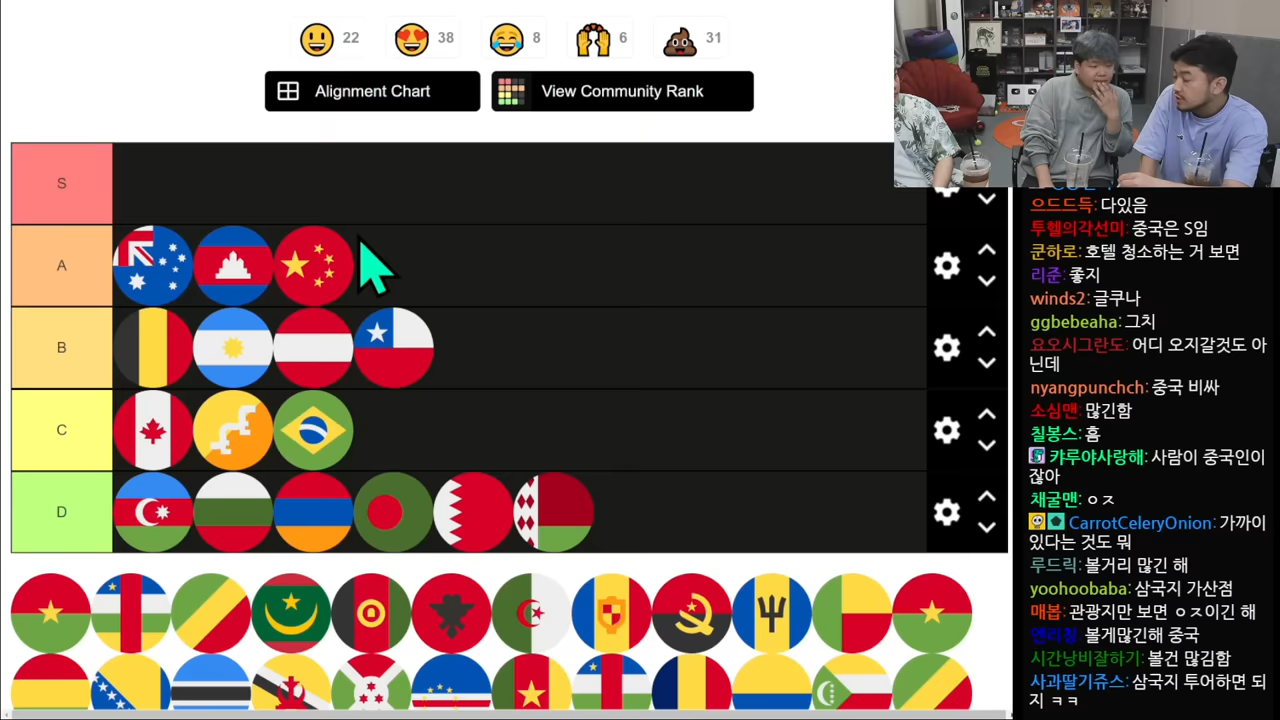 22
38
8
6
31
Alignment Chart
View Community Rank
S
A
B
C
D
으드드득: 다있음
투헬의각선미: 중국은 S임
쿤하로: 호텔 청소하는 거 보면
리준: 좋지
winds2: 글쿠나
ggbebeaha: 그치
요오시그란도: 어디 오지갈것도 아
닌데
nyangpunchch: 중국 비싸
소심맨: 많긴함
칠봉스: 흠
캬루야사랑해: 사람이 중국인이
잖아
채굴맨: ㅇㅈ
CarrotCeleryOnion: 가까이
있다는 것도 뭐
루드릭: 볼거리 많긴 해
yoohoobaba: 삼국지 가산점
매봅: 관광지만 보면 ㅇㅈ이긴 해
엔리칭: 볼게많긴해 중국
시간낭비잘하기: 볼건 많김함
사과딸기쥬스: 삼국지 투어하면 되
지 ㅋㅋ